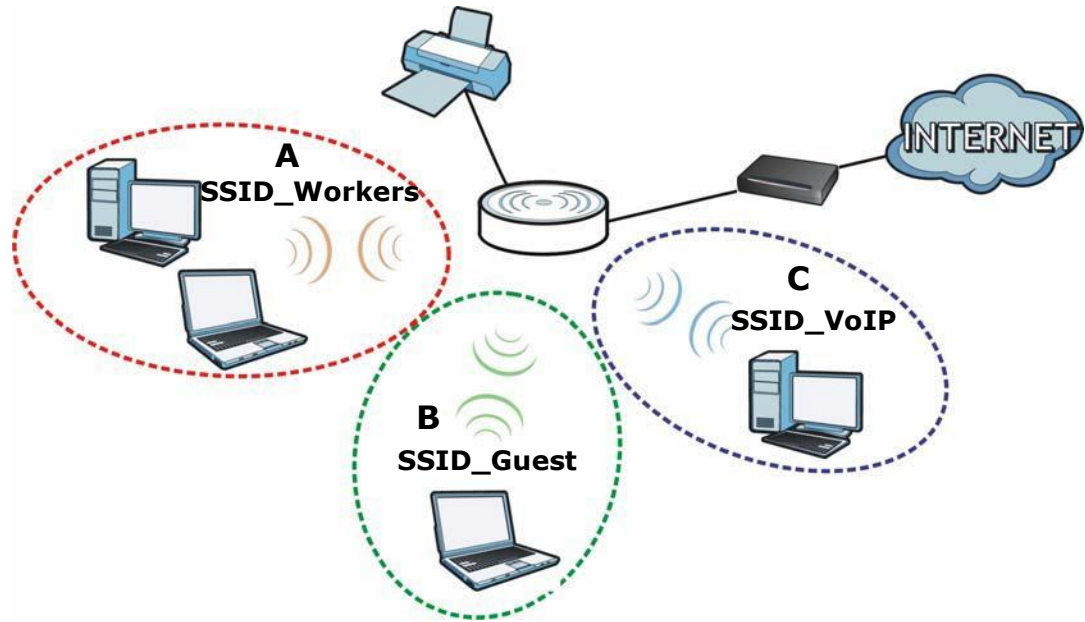 INTERNET
A
SSID_Workers
C
SSID_VoIP
B
SSID_Guest